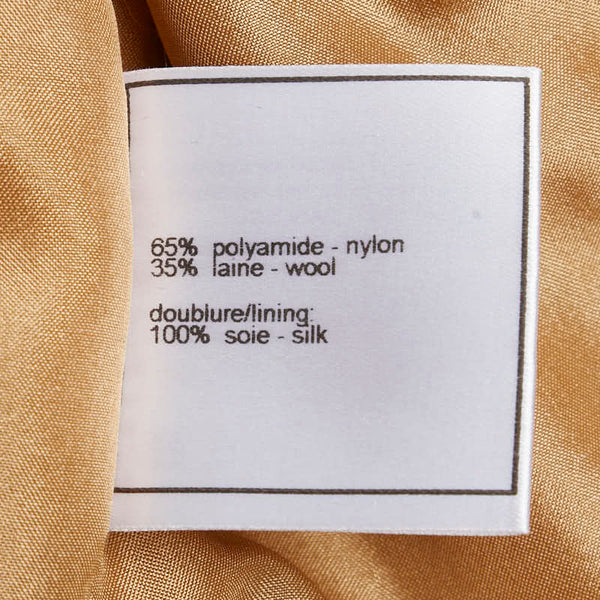 65% polyamide - nylon
35% laine - wool
doublure/lining:
100% soie - silk